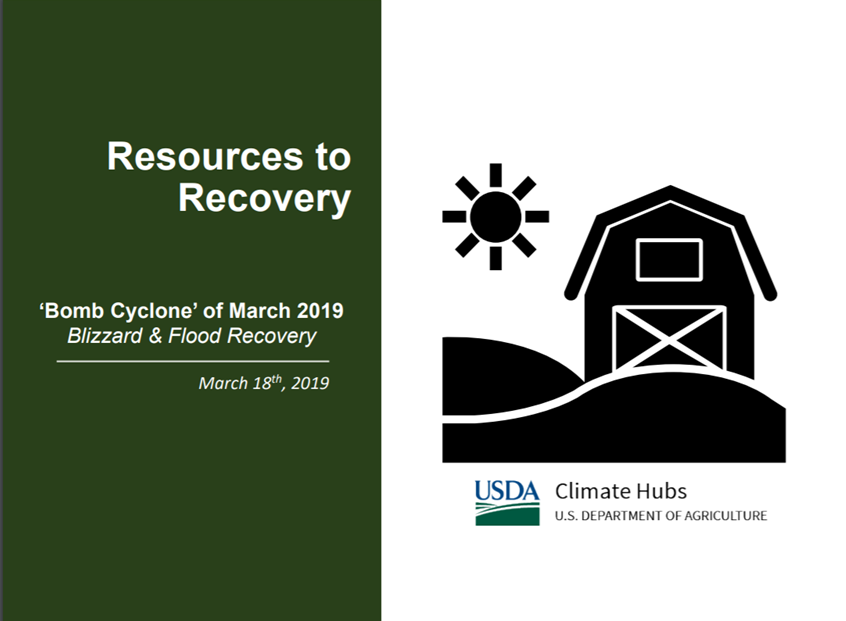 Resources to
Recovery
‘Bomb Cyclone’ of March 2019
Blizzard & Flood Recovery
March 18th, 2019
USDA
Climate Hubs
U.S. DEPARTMENT OF AGRICULTURE